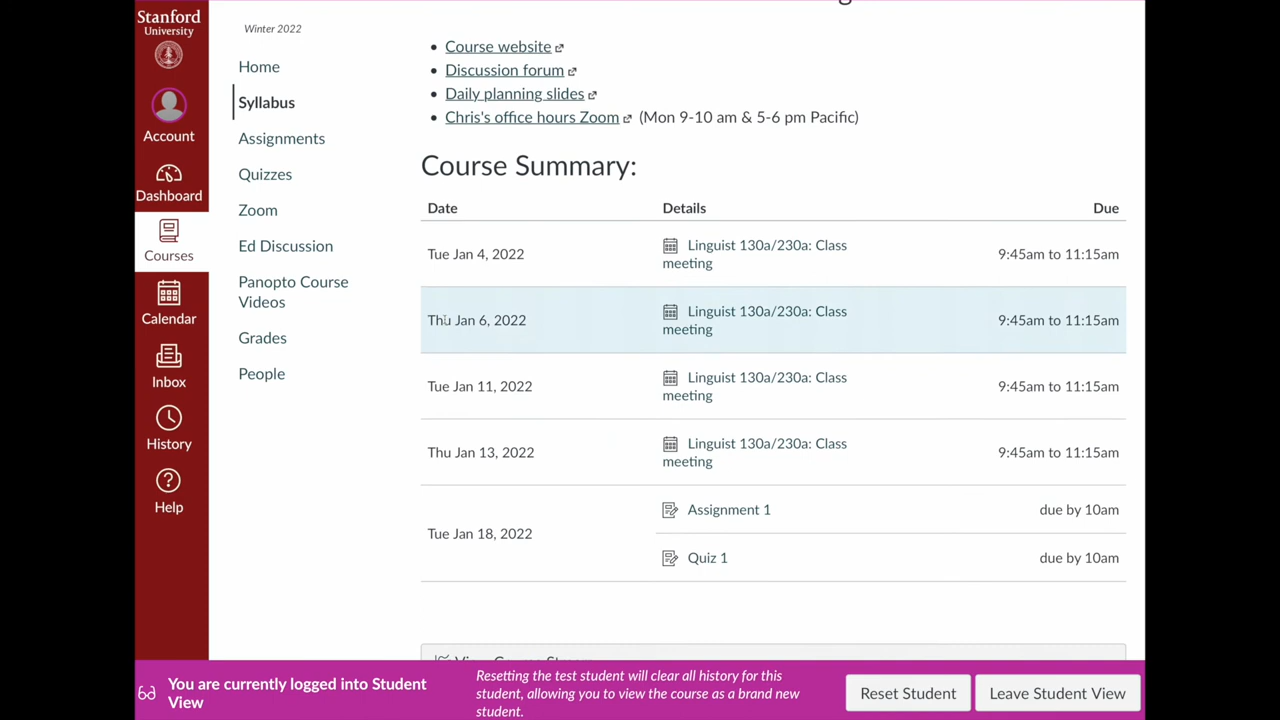 Stanford
University
Account
Dashboard
Courses
Calendar
Inbox
History
Help
Winter 2022
Home
Syllabus
Assignments
Quizzes
Zoom
Ed Discussion
Panopto Course
Videos
Grades
People
Course website
Discussion forum
Daily planning slides
Chris's office hours Zoom (Mon 9-10 am & 5-6 pm Pacific)
Course Summary:
Date Details Due
Tue Jan 4, 2022 Linguist 130a/230a: Class 9:45am to 11:15am
meeting
Thu Jan 6, 2022 Linguist 130a/230a: Class 9:45am to 11:15am
meeting
Tue Jan 11, 2022 Linguist 130a/230a: Class 9:45am to 11:15am
meeting
Thu Jan 13, 2022 Linguist 130a/230a: Class 9:45am to 11:15am
meeting
Tue Jan 18, 2022
Assignment 1 due by 10am
Quiz 1 due by 10am
You are currently logged into Student
View
Resetting the test student will clear all history for this
student, allowing you to view the course as a brand new
student.
Reset Student
Leave Student View